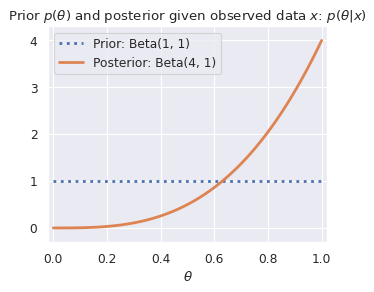 Prior p(θ) and posterior given observed data x: p(θ|x)
Prior: Beta(1, 1)
Posterior: Beta(4, 1)
4
3
2
1
0
0.0 0.2 0.4 0.6 0.8 1.0
θ